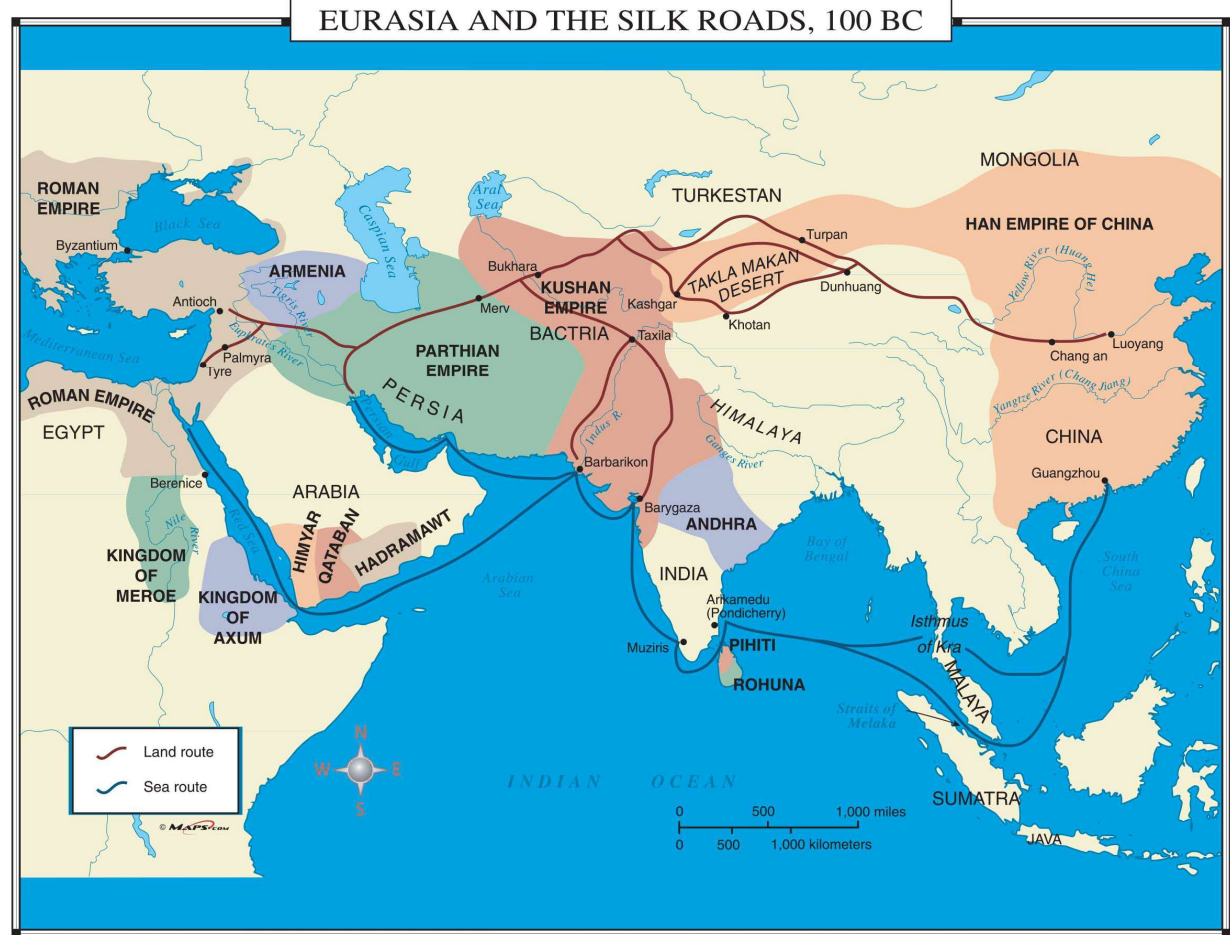 EURASIA AND THE SILK ROADS, 100 BC
MONGOLIA
ROMAN
EMPIRE
Aral
Sea
TURKESTAN
Black Sea
Caspian Sea
HAN EMPIRE OF CHINA
Byzantium
Turpan
ARMENIA
Bukhara
TAKLA MAKAN
DESERT
Yellow River (Huang He)
KUSHAN
EMPIRE
Kashgar
Dunhuang
Antioch
Tigris River
Merv
Khotan
Mediterranean Sea
Euphrates River
BACTRIA
Taxila
Palmyra
Tyre
PARTHIAN
EMPIRE
Chang an
Luoyang
ROMAN EMPIRE
PERSIA
Yangtze River (Chang Jiang)
EGYPT
Persian
Gulf
Indus R.
HIMALAYA
Ganges River
CHINA
Barbarikon
Guangzhou
Berenice
ARABIA
Barygaza
Nile
River
Red Sea
HIMYAR
QATABAN
HADRAMAWT
ANDHRA
KINGDOM
OF
MEROE
Arabian
Sea
Bay of
Bengal
South
China
Sea
INDIA
KINGDOM
OF
AXUM
Arikamedu
(Pondicherry)
Isthmus
of Kra
Muziris
PIHITI
MALAYA
ROHUNA
Straits of
Melaka
Land route
Sea route
N
W
E
S
INDIAN OCEAN
SUMATRA
© MAPS.COM
0 500 1,000 miles
0 500 1,000 kilometers
JAVA